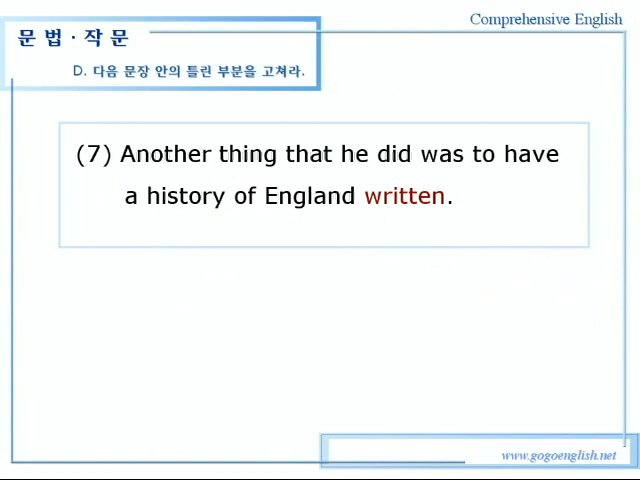 Comprehensive English
문법·작문
D. 다음 문장 안의 틀린 부분을 고쳐라.
(7) Another thing that he did was to have
a history of England written.
www.gogoenglish.net